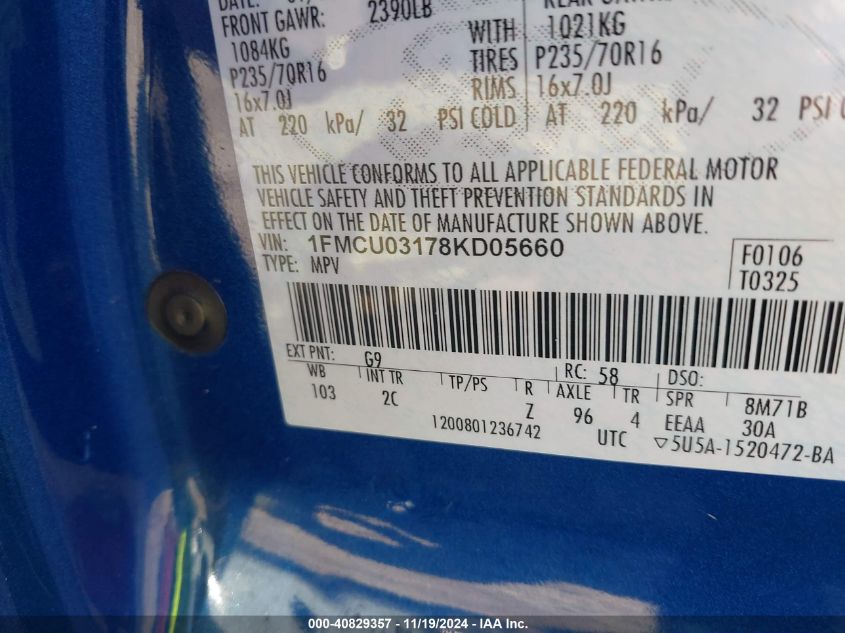 DATE:
FRONT GAWR: 2390LB
1084KG
P235/70R16
16x7.0J
AT 220 kPa/ 32 PSI COLD
WITH 1021KG
TIRES P235/70R16
RIMS 16x7.0J
AT 220 kPa/ 32 PSI
THIS VEHICLE CONFORMS TO ALL APPLICABLE FEDERAL MOTOR
VEHICLE SAFETY AND THEFT PREVENTION STANDARDS IN
EFFECT ON THE DATE OF MANUFACTURE SHOWN ABOVE.
VIN: 1FMCU03178KD05660
TYPE: MPV
F0106
T0325
EXT PNT: G9 RC: 58 DSO:
WB INT TR TP/PS R AXLE TR SPR
103 2C Z 96 4 EEAA 8M71B
30A
1200801236742 UTC ▽5U5A-1520472-BA
000-40829357 - 11/19/2024 - IAA Inc.